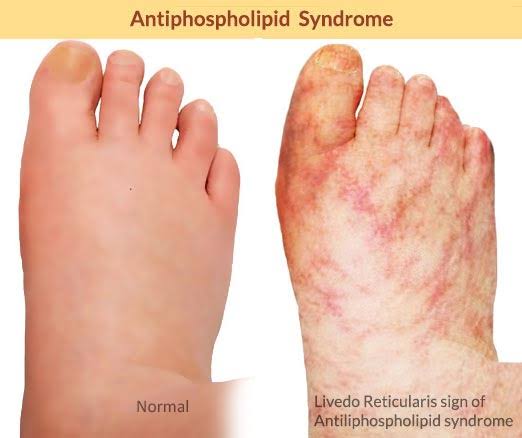 Antiphospholipid Syndrome
Normal
Livedo Reticularis sign of
Antiliphospholipid syndrome